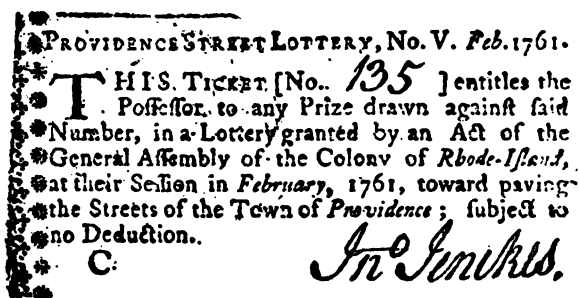 PROVIDENCE STREET LOTTERY, No. V. Feb. 1761.
THIS TICKET [No. 135 ] entitles the
Poſſeſſor to any Prize drawn againſt ſaid
Number, in a Lottery granted by an Act of the
General Aſſembly of the Colony of Rhode-Iſland,
at their Seſſion in February, 1761, toward paving
the Streets of the Town of Providence; ſubject to
no Deduction.
C
Jno Jenckes.